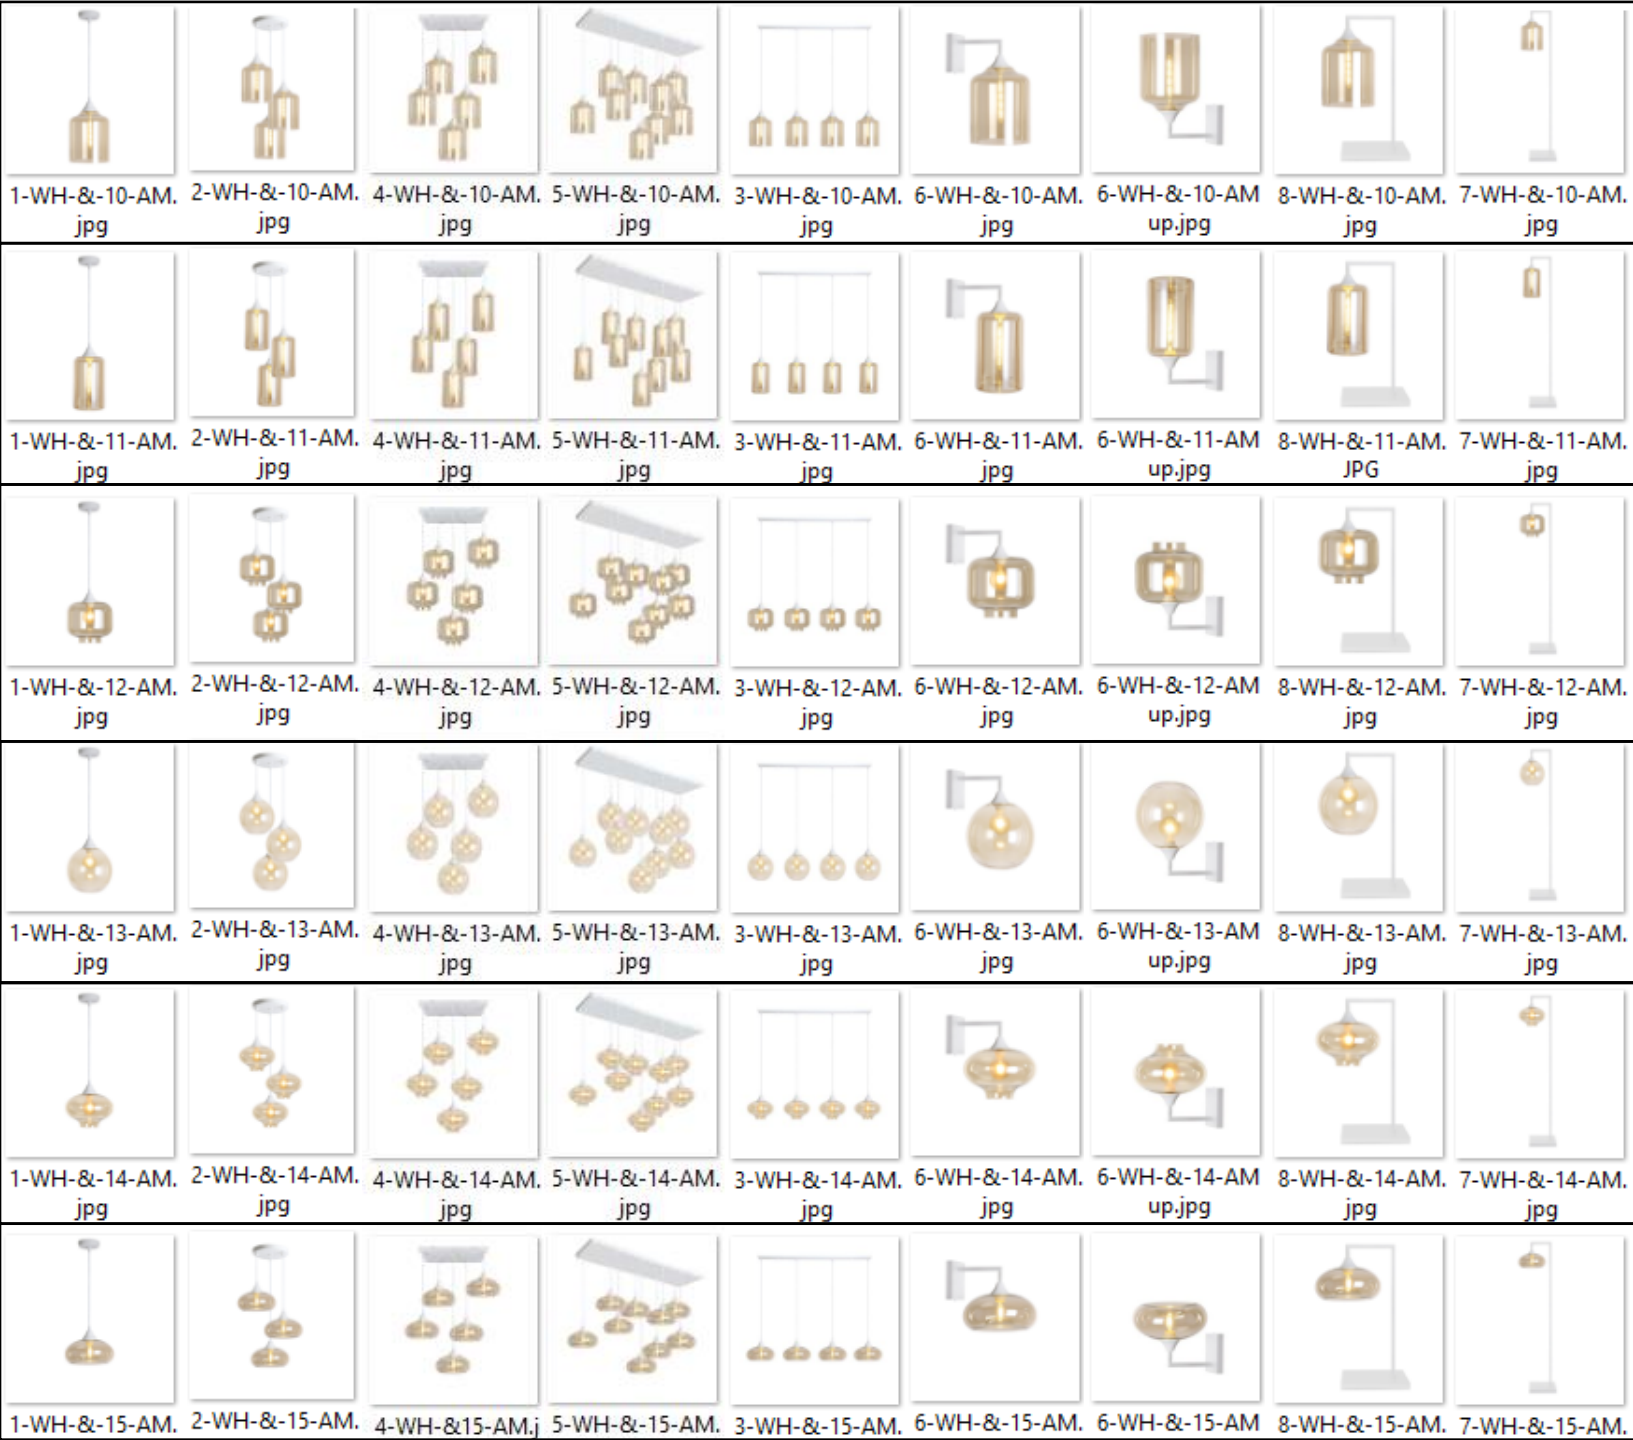 1-WH-&-10-AM. 2-WH-&-10-AM. 4-WH-&-10-AM. 5-WH-&-10-AM. 3-WH-&-10-AM. 6-WH-&-10-AM. 6-WH-&-10-AM 8-WH-&-10-AM. 7-WH-&-10-AM.
jpg jpg jpg jpg jpg jpg up.jpg jpg jpg
1-WH-&-11-AM. 2-WH-&-11-AM. 4-WH-&-11-AM. 5-WH-&-11-AM. 3-WH-&-11-AM. 6-WH-&-11-AM. 6-WH-&-11-AM 8-WH-&-11-AM. 7-WH-&-11-AM.
jpg jpg jpg jpg jpg jpg up.jpg JPG jpg
1-WH-&-12-AM. 2-WH-&-12-AM. 4-WH-&-12-AM. 5-WH-&-12-AM. 3-WH-&-12-AM. 6-WH-&-12-AM. 6-WH-&-12-AM 8-WH-&-12-AM. 7-WH-&-12-AM.
jpg jpg jpg jpg jpg jpg up.jpg jpg jpg
1-WH-&-13-AM. 2-WH-&-13-AM. 4-WH-&-13-AM. 5-WH-&-13-AM. 3-WH-&-13-AM. 6-WH-&-13-AM. 6-WH-&-13-AM 8-WH-&-13-AM. 7-WH-&-13-AM.
jpg jpg jpg jpg jpg jpg up.jpg jpg jpg
1-WH-&-14-AM. 2-WH-&-14-AM. 4-WH-&-14-AM. 5-WH-&-14-AM. 3-WH-&-14-AM. 6-WH-&-14-AM. 6-WH-&-14-AM 8-WH-&-14-AM. 7-WH-&-14-AM.
jpg jpg jpg jpg jpg jpg up.jpg jpg jpg
1-WH-&-15-AM. 2-WH-&-15-AM. 4-WH-&15-AM.j 5-WH-&-15-AM. 3-WH-&-15-AM. 6-WH-&-15-AM. 6-WH-&-15-AM 8-WH-&-15-AM. 7-WH-&-15-AM.